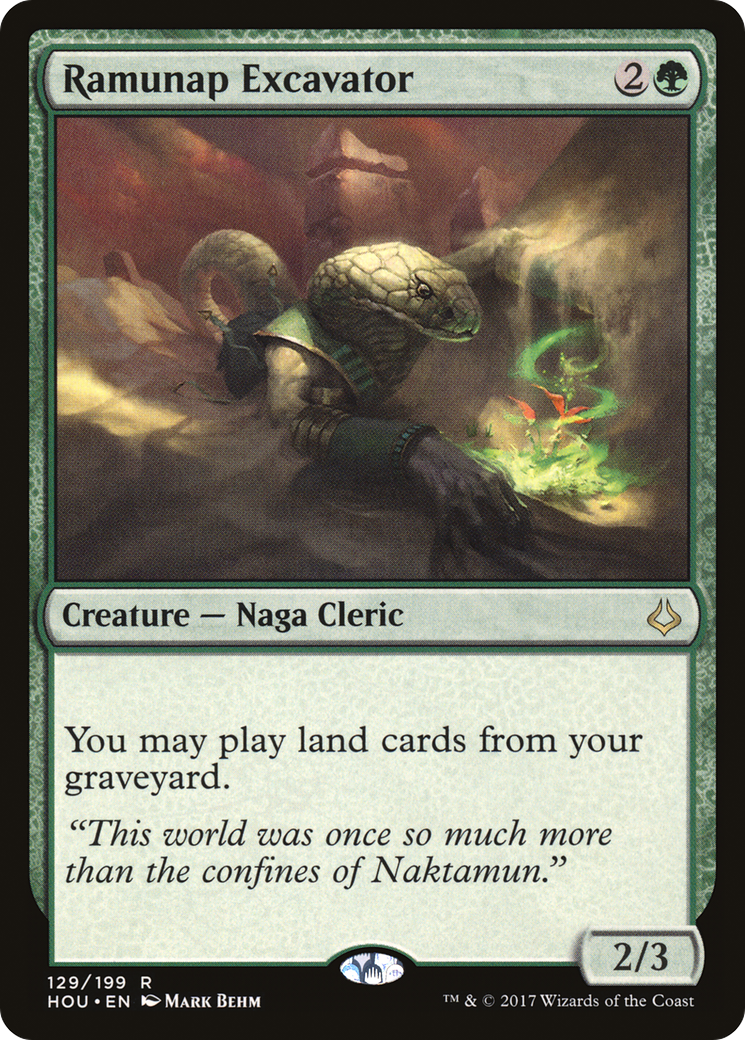 Ramunap Excavator 2
Creature — Naga Cleric
You may play land cards from your
graveyard.
“This world was once so much more
than the confines of Naktamun.”
2/3
129/199 R
HOU • EN Mark Behm
™ & © 2017 Wizards of the Coast